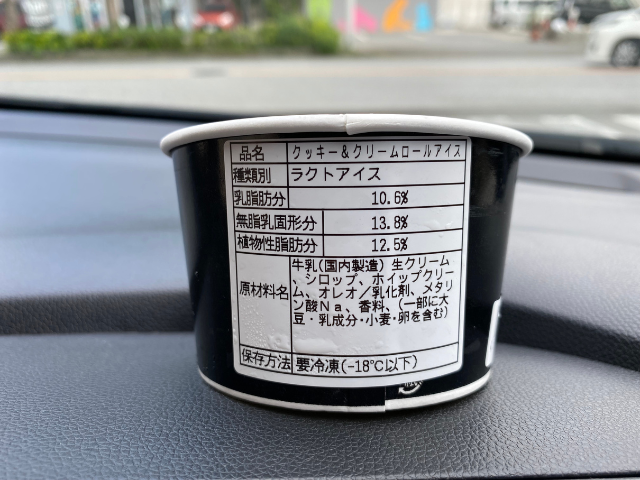 品名 クッキー＆クリームロールアイス
種類別 ラクトアイス
乳脂肪分 10.6%
無脂乳固形分 13.8%
植物性脂肪分 12.5%
原材料名 牛乳(国内製造)生クリーム
、シロップ、ホイップクリー
ム、オレオ／乳化剤、メタリ
ン酸Ｎａ、香料、(一部に大
豆・乳成分・小麦・卵を含む)
保存方法 要冷凍(-18℃以下)